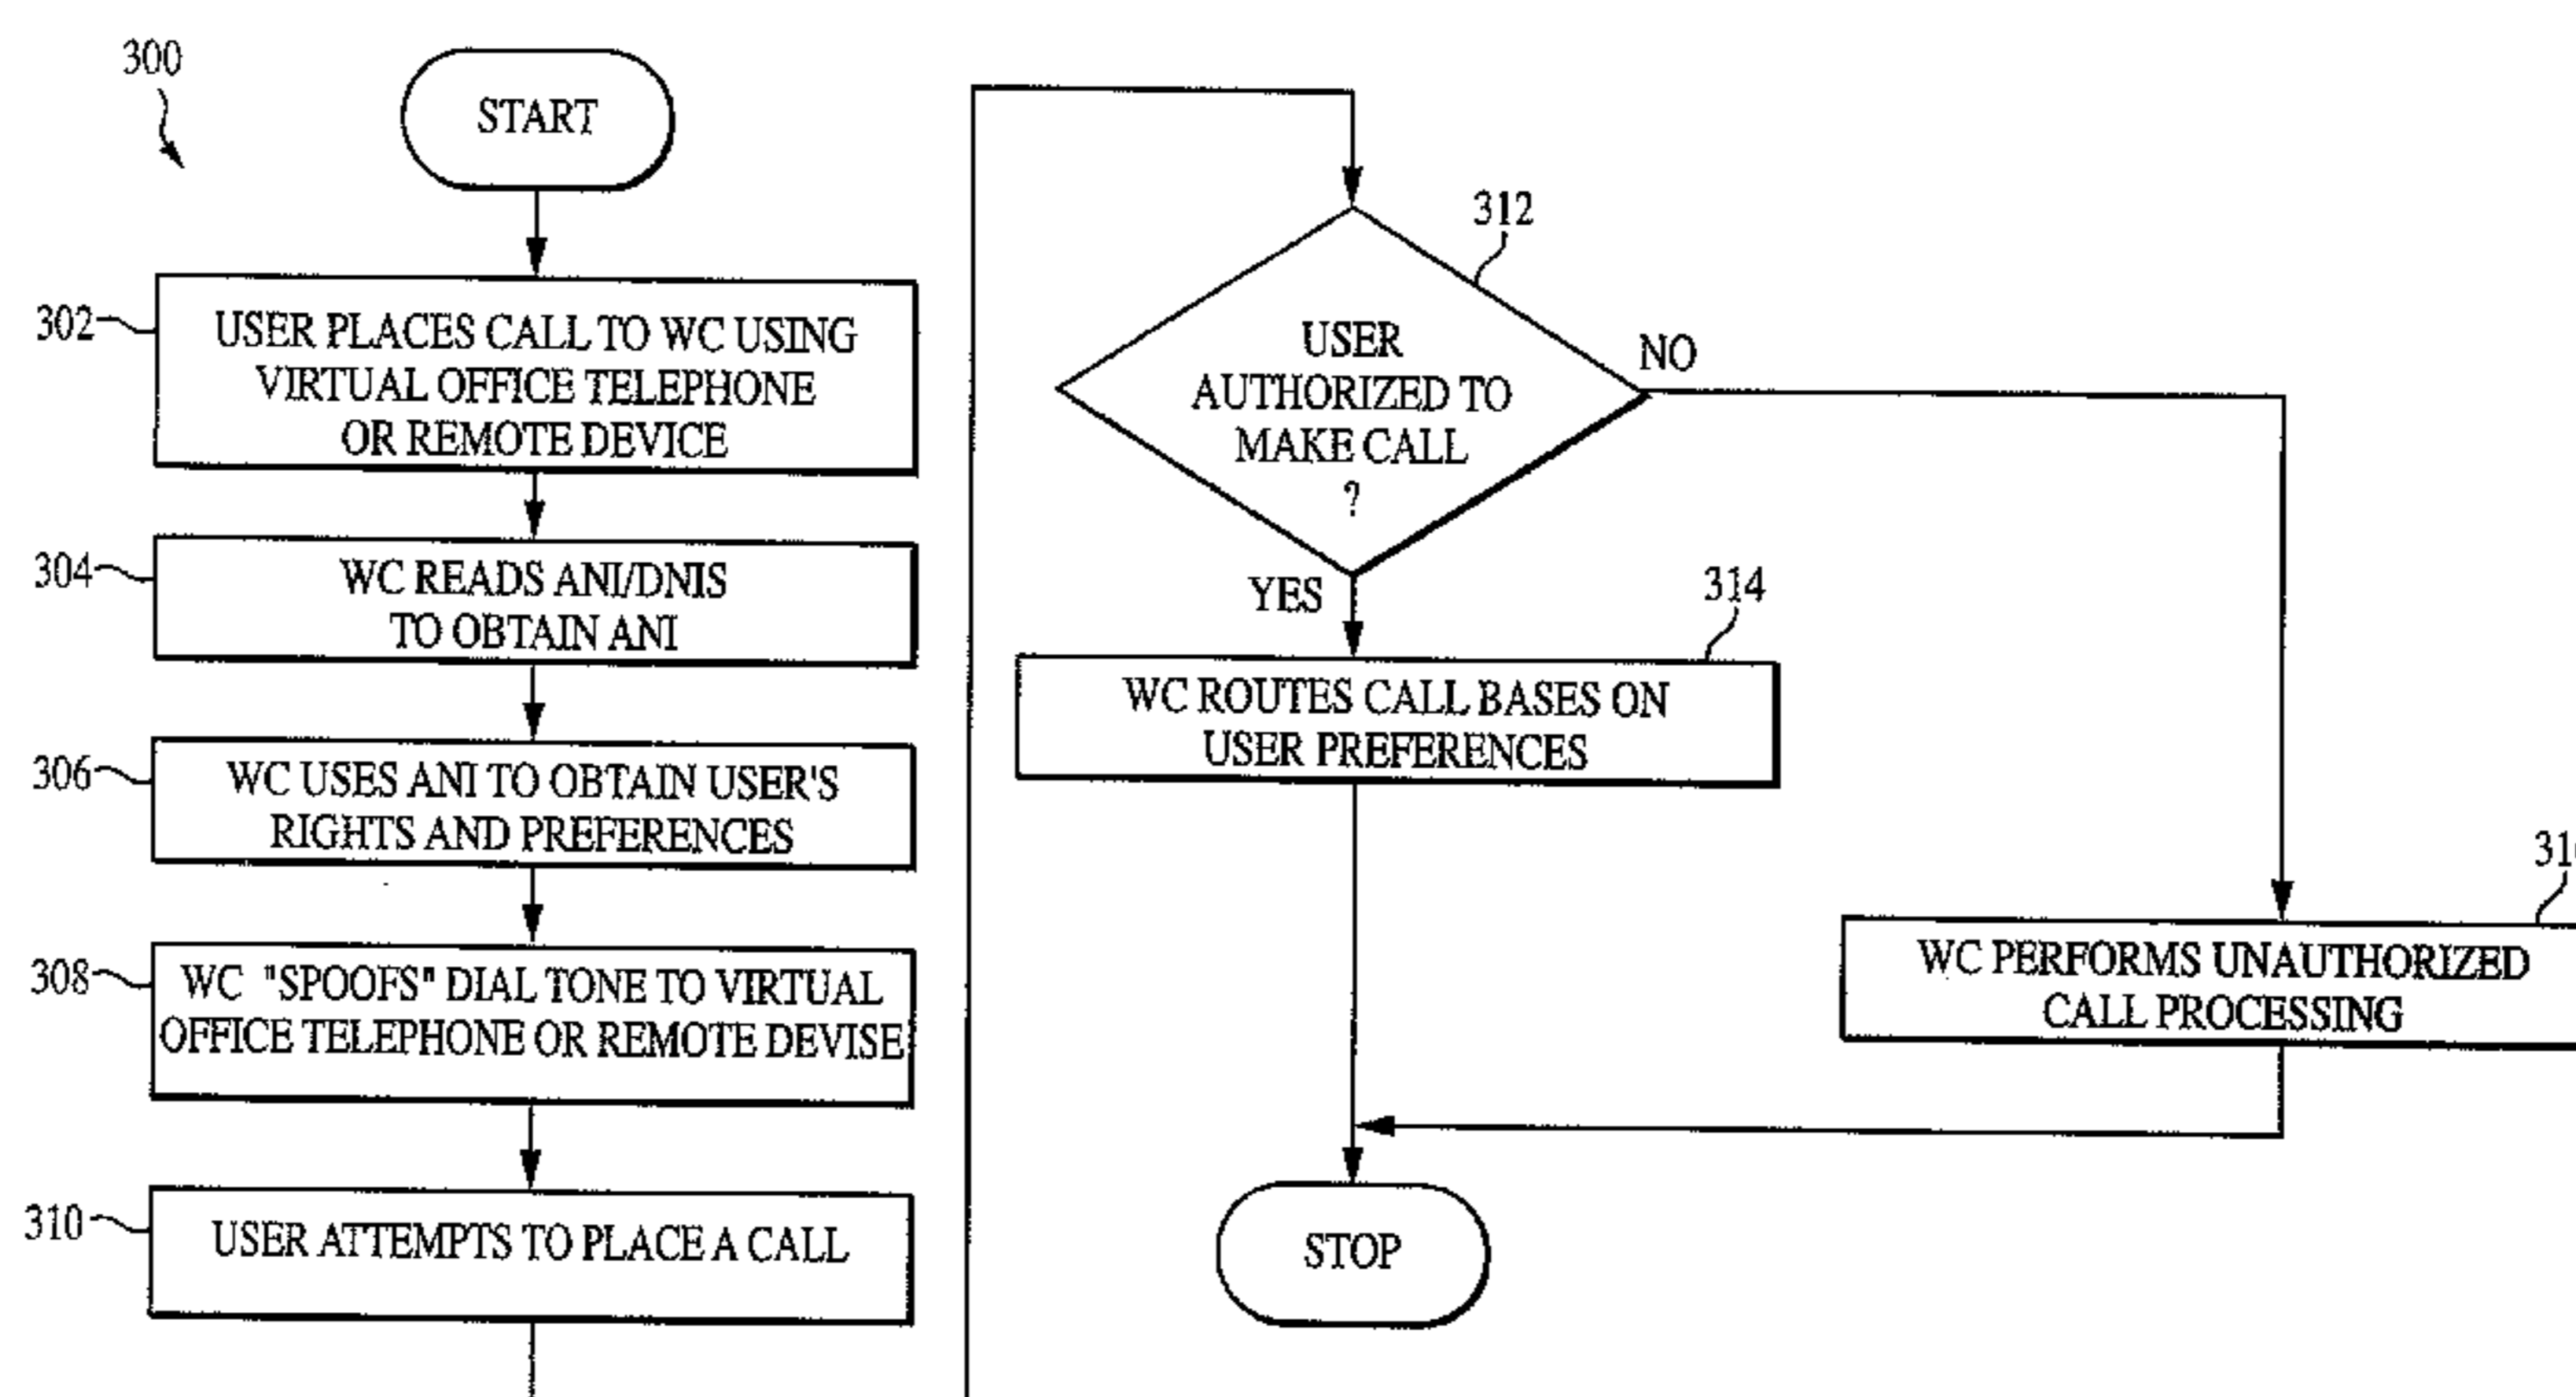 300
START
302
USER PLACES CALL TO WC USING
VIRTUAL OFFICE TELEPHONE
OR REMOTE DEVICE
304
WC READS ANI/DNIS
TO OBTAIN ANI
306
WC USES ANI TO OBTAIN USER'S
RIGHTS AND PREFERENCES
308
WC "SPOOFS" DIAL TONE TO VIRTUAL
OFFICE TELEPHONE OR REMOTE DEVISE
310
USER ATTEMPTS TO PLACE A CALL
312
USER
AUTHORIZED TO
MAKE CALL
?
NO
YES
314
WC ROUTES CALL BASES ON
USER PREFERENCES
WC PERFORMS UNAUTHORIZED
CALL PROCESSING
STOP